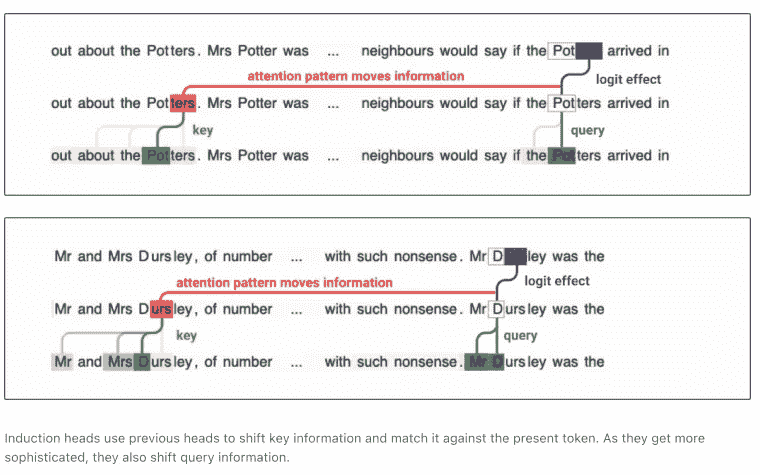 out about the Potters. Mrs Potter was ... neighbours would say if the Pot arrived in
attention pattern moves information
logit effect
out about the Potters. Mrs Potter was ... neighbours would say if the Potters arrived in
key
query
out about the Potters. Mrs Potter was ... neighbours would say if the Potters arrived in
Mr and Mrs Dursley, of number ... with such nonsense. Mr D ley was the
attention pattern moves information
logit effect
Mr and Mrs Dursley, of number ... with such nonsense. Mr Dursley was the
key
query
Mr and Mrs Dursley, of number ... with such nonsense. Mr Dursley was the
Induction heads use previous heads to shift key information and match it against the present token. As they get more
sophisticated, they also shift query information.